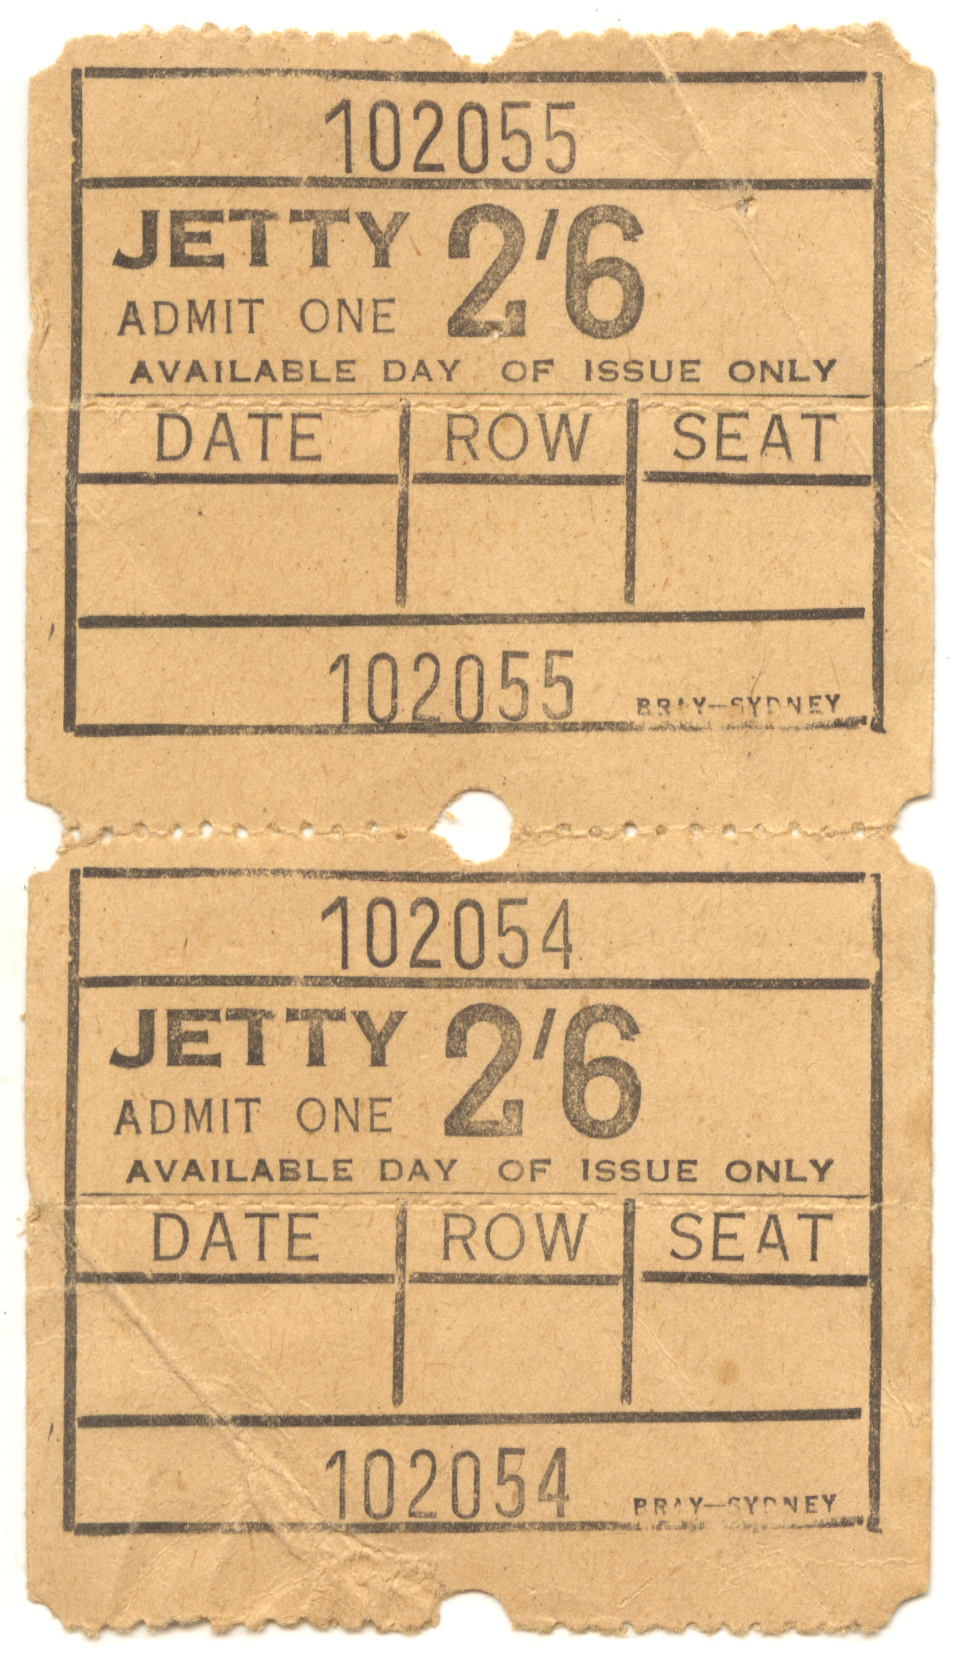 102055
JETTY 2'6
ADMIT ONE
AVAILABLE DAY OF ISSUE ONLY
DATE ROW SEAT
102055 BRAY-SYDNEY
102054
JETTY 2'6
ADMIT ONE
AVAILABLE DAY OF ISSUE ONLY
DATE ROW SEAT
102054 BRAY-SYDNEY